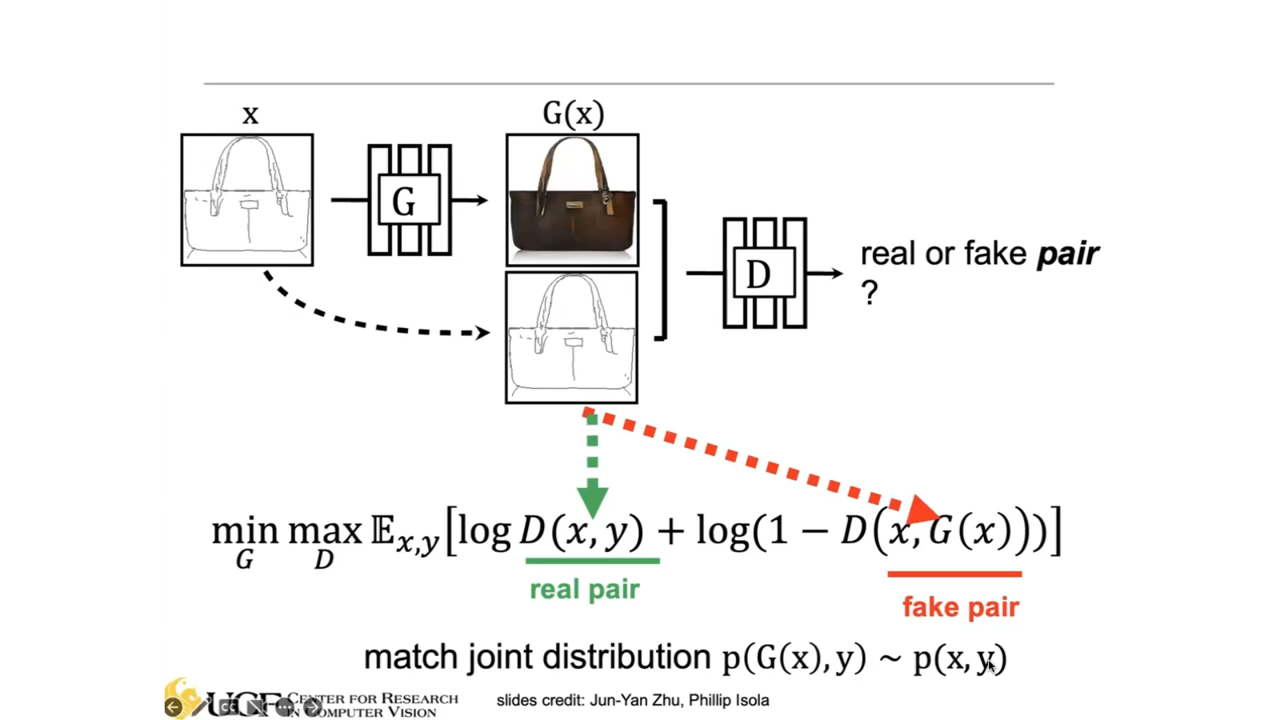 x
G(x)
G
D
real or fake pair
?
min max 𝔼x,y[log D(x, y) + log(1 − D(x, G(x)))]
G D
real pair
fake pair
match joint distribution p(G(x), y) ~ p(x, y)
UCF CENTER FOR RESEARCH
IN COMPUTER VISION
slides credit: Jun-Yan Zhu, Phillip Isola